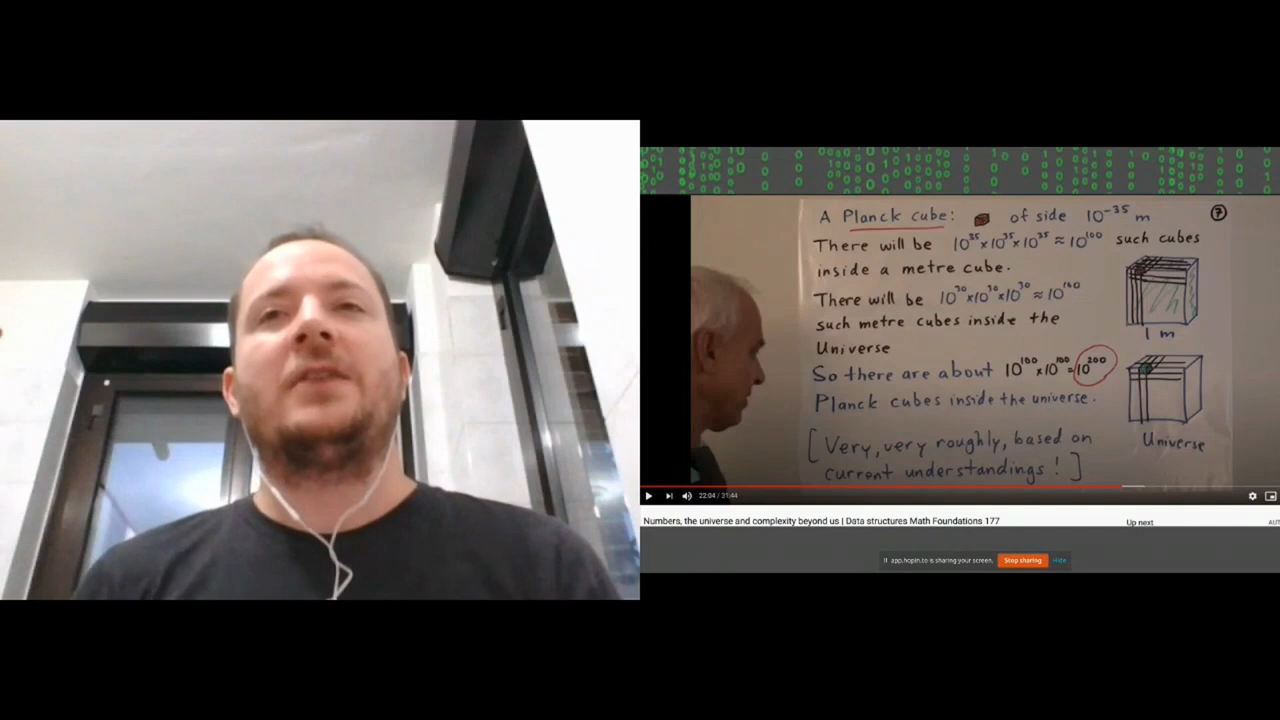 A Planck cube: of side 10⁻³⁵ m
⑦
There will be 10³⁵×10³⁵×10³⁵ ≈ 10¹⁰⁰ such cubes
inside a metre cube.
There will be 10³⁰×10³⁰×10³⁰ ≈ 10¹⁰⁰
such metre cubes inside the
Universe
1 m
So there are about 10¹⁰⁰×10¹⁰⁰=10²⁰⁰
Planck cubes inside the universe.
[Very, very roughly, based on
current understandings!]
Universe
22:04 / 31:44
Numbers, the universe and complexity beyond us | Data structures Math Foundations 177
Up next
app.hopin.to is sharing your screen.
Stop sharing
Hide